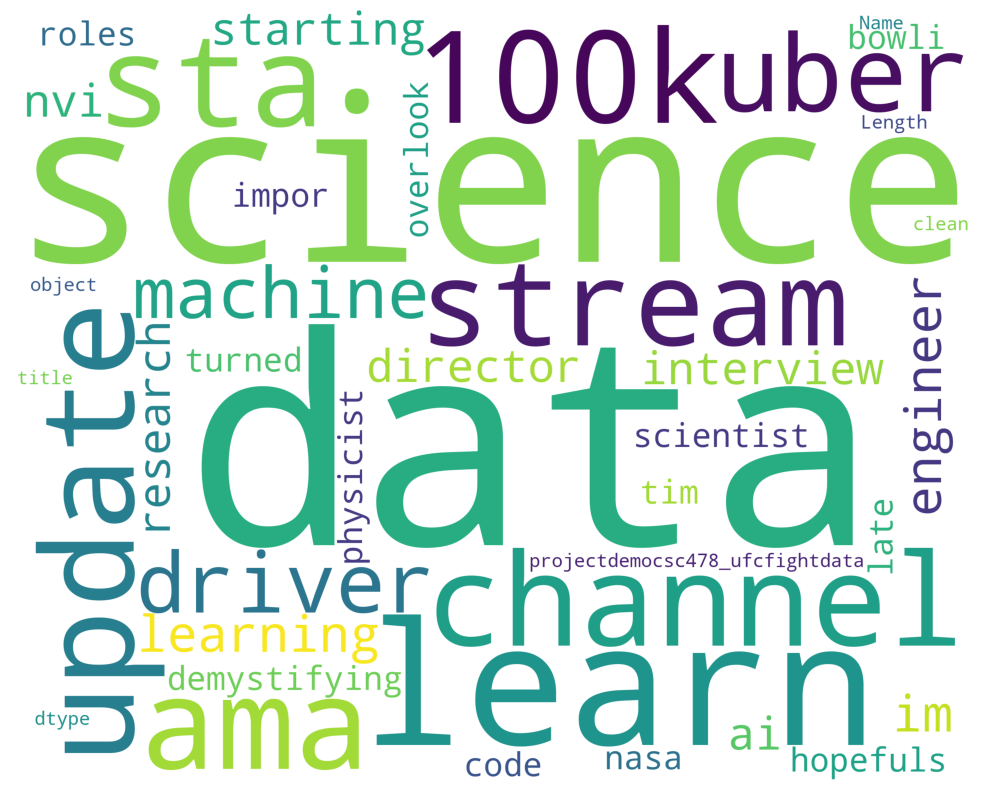 roles
starting
Name
bowli
nvi
sta.
100k
uber
Length
overlook
science
impor
clean
object
machine
stream
update
research
engineer
title
turned
director
interview
data
physicist
scientist
tim
late
projectdemocsc478_ufcfightdata
driver
channel
learning
learn
demystifying
ama
im
dtype
ai
code
nasa
hopefuls